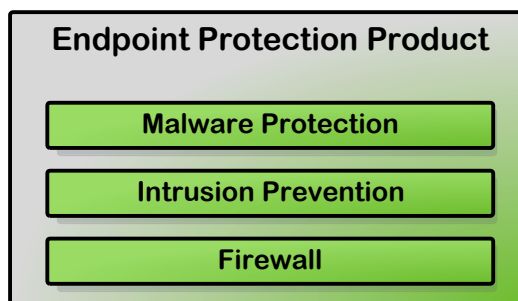 Endpoint Protection Product
Malware Protection
Intrusion Prevention
Firewall